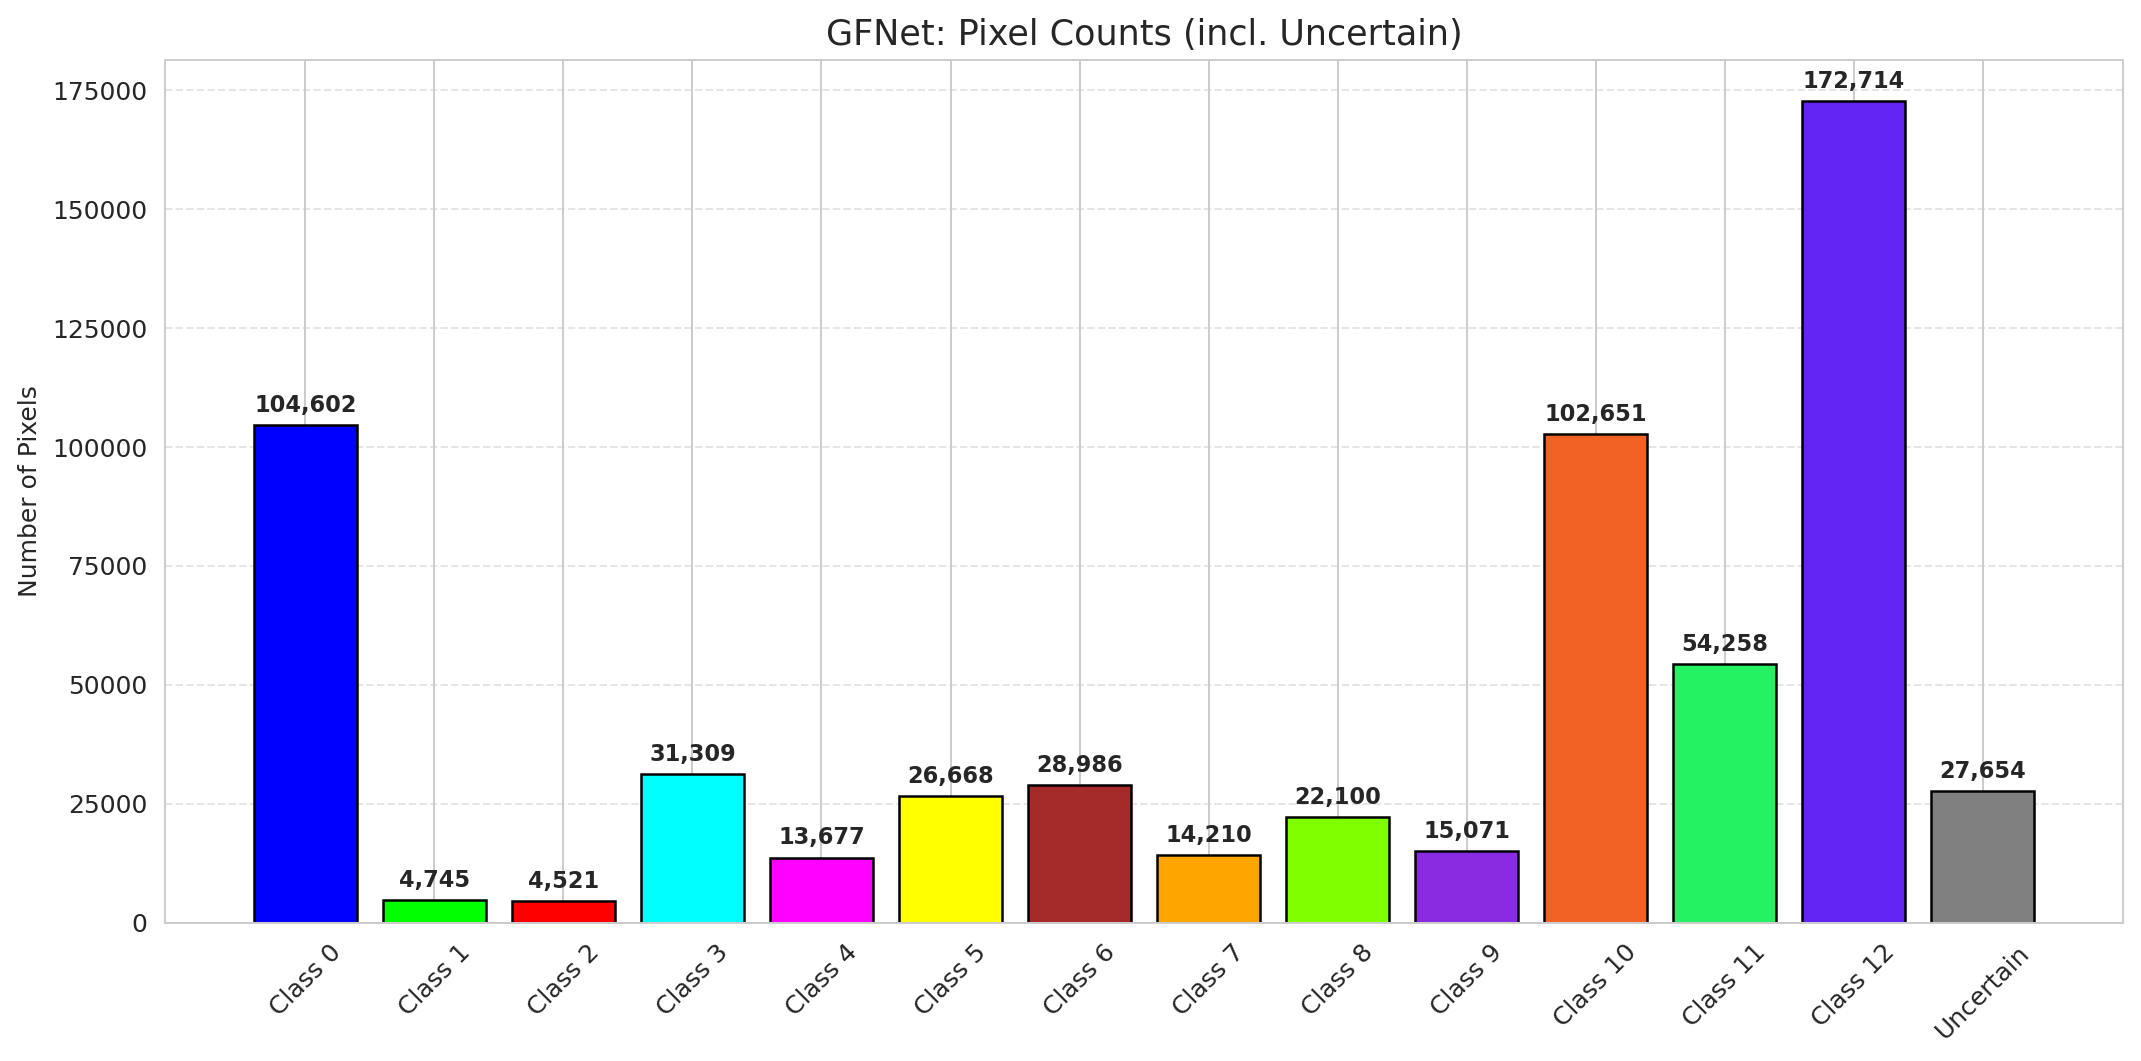 GFNet: Pixel Counts (incl. Uncertain)
Number of Pixels
175000
150000
125000
100000
75000
50000
25000
0
104,602
4,745
4,521
31,309
13,677
26,668
28,986
14,210
22,100
15,071
102,651
54,258
172,714
27,654
Class 0
Class 1
Class 2
Class 3
Class 4
Class 5
Class 6
Class 7
Class 8
Class 9
Class 10
Class 11
Class 12
Uncertain